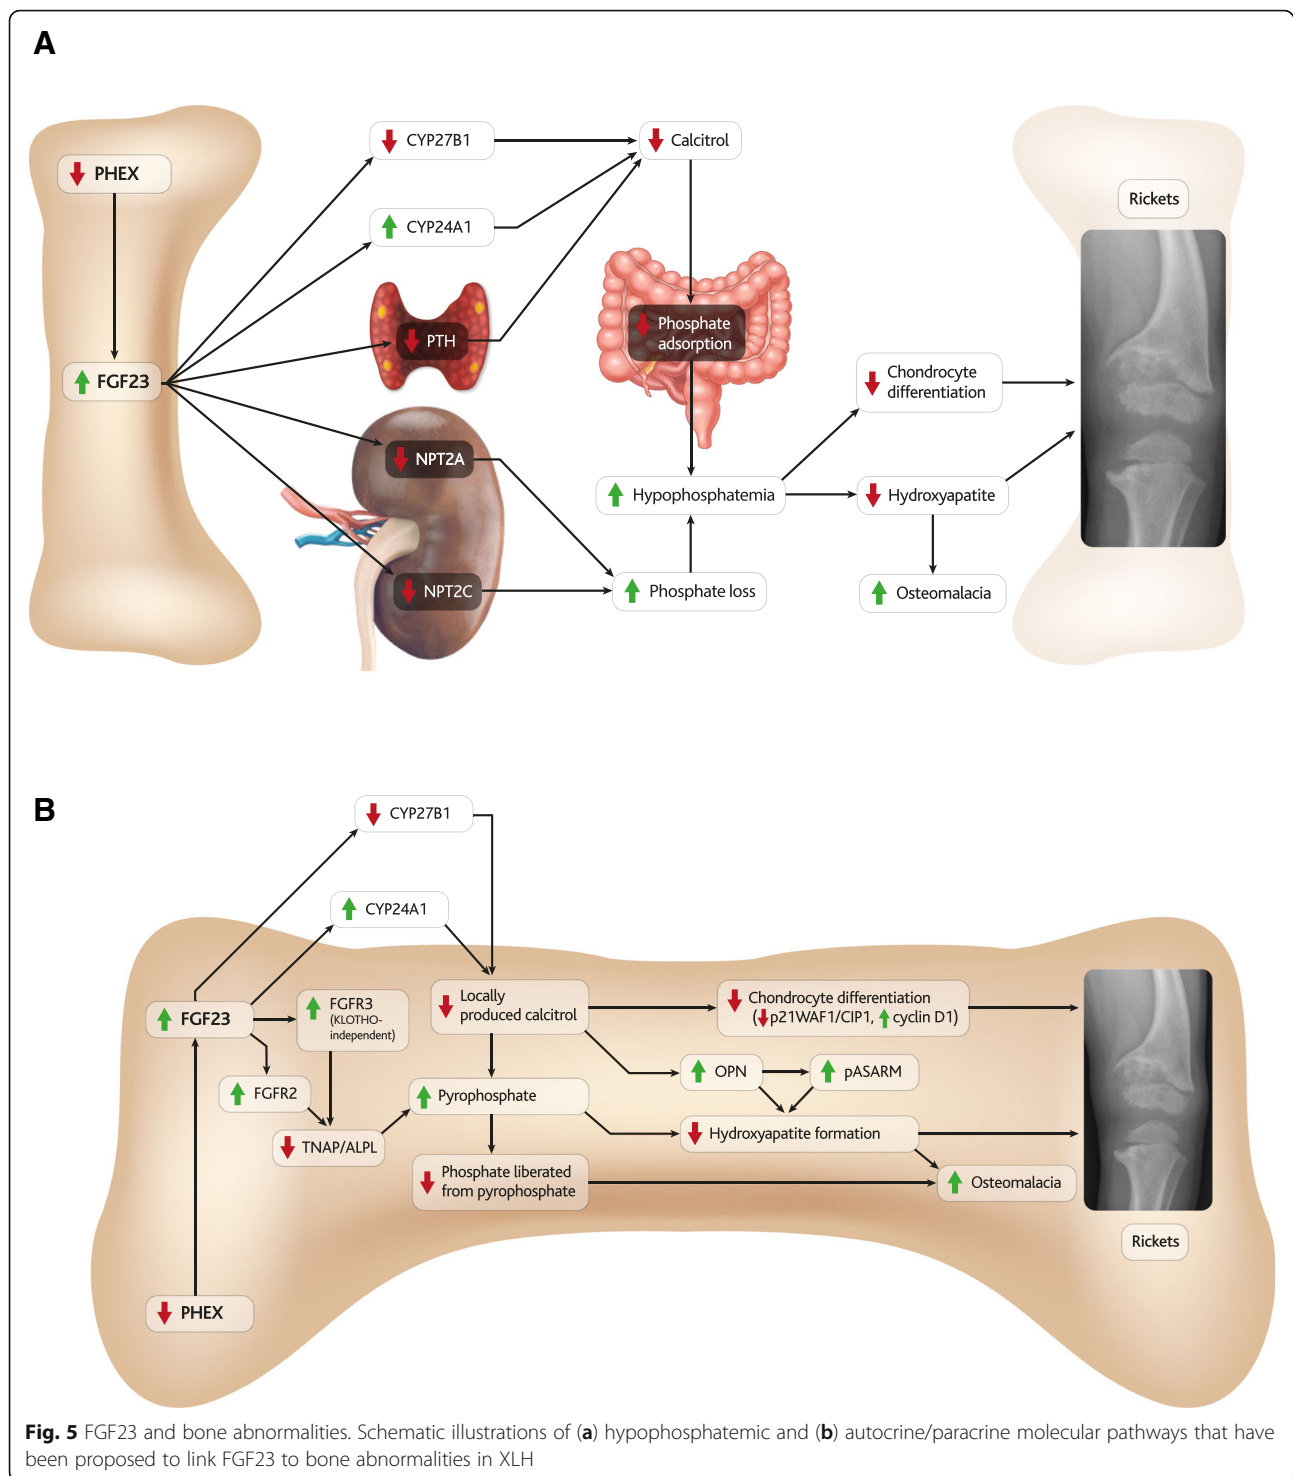 A
PHEX
FGF23
CYP27B1
CYP24A1
PTH
NPT2A
NPT2C
Calcitrol
Phosphate
adsorption
Hypophosphatemia
Phosphate loss
Chondrocyte
differentiation
Hydroxyapatite
Osteomalacia
Rickets
B
CYP27B1
CYP24A1
FGF23
FGFR3
(KLOTHO-
independent)
FGFR2
TNAP/ALPL
PHEX
Locally
produced calcitrol
Pyrophosphate
Phosphate liberated
from pyrophosphate
Chondrocyte differentiation
(p21WAF1/CIP1, cyclin D1)
OPN
pASARM
Hydroxyapatite formation
Osteomalacia
Rickets
Fig. 5 FGF23 and bone abnormalities. Schematic illustrations of (a) hypophosphatemic and (b) autocrine/paracrine molecular pathways that have
been proposed to link FGF23 to bone abnormalities in XLH